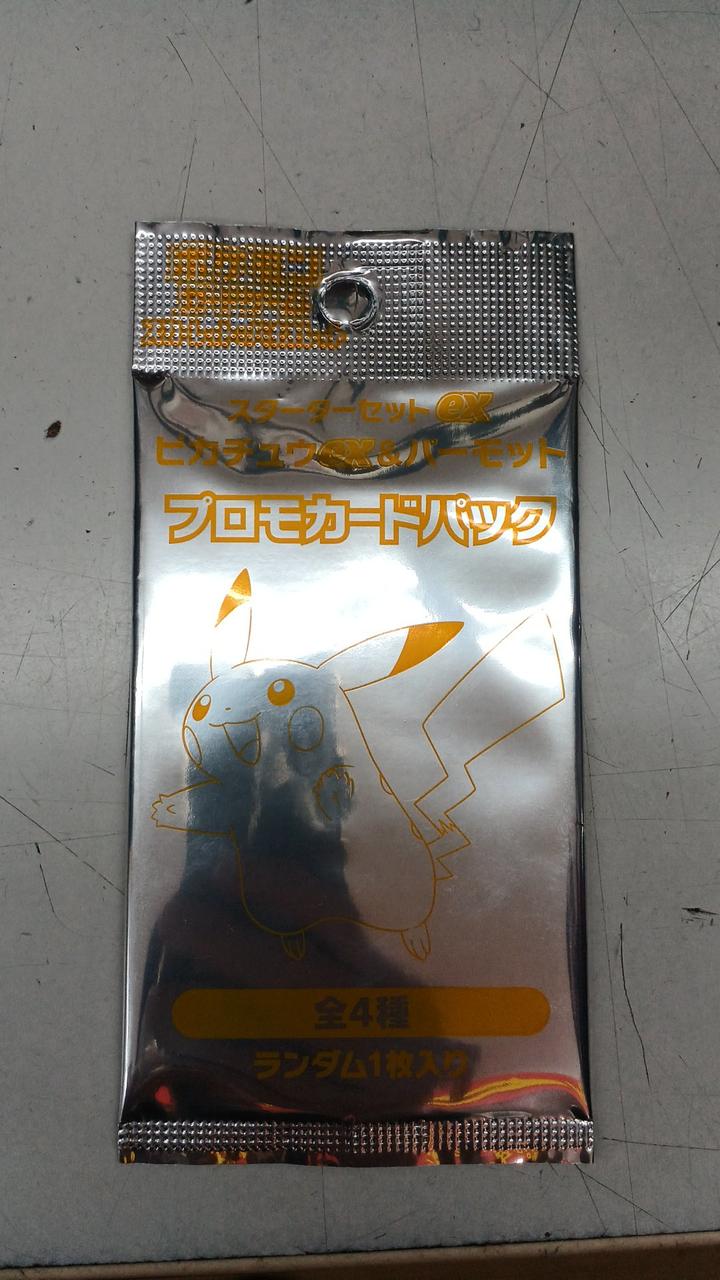 スターターセット ex
ピカチュウex&パーモット
プロモカードパック
全4種
ランダム1枚入り